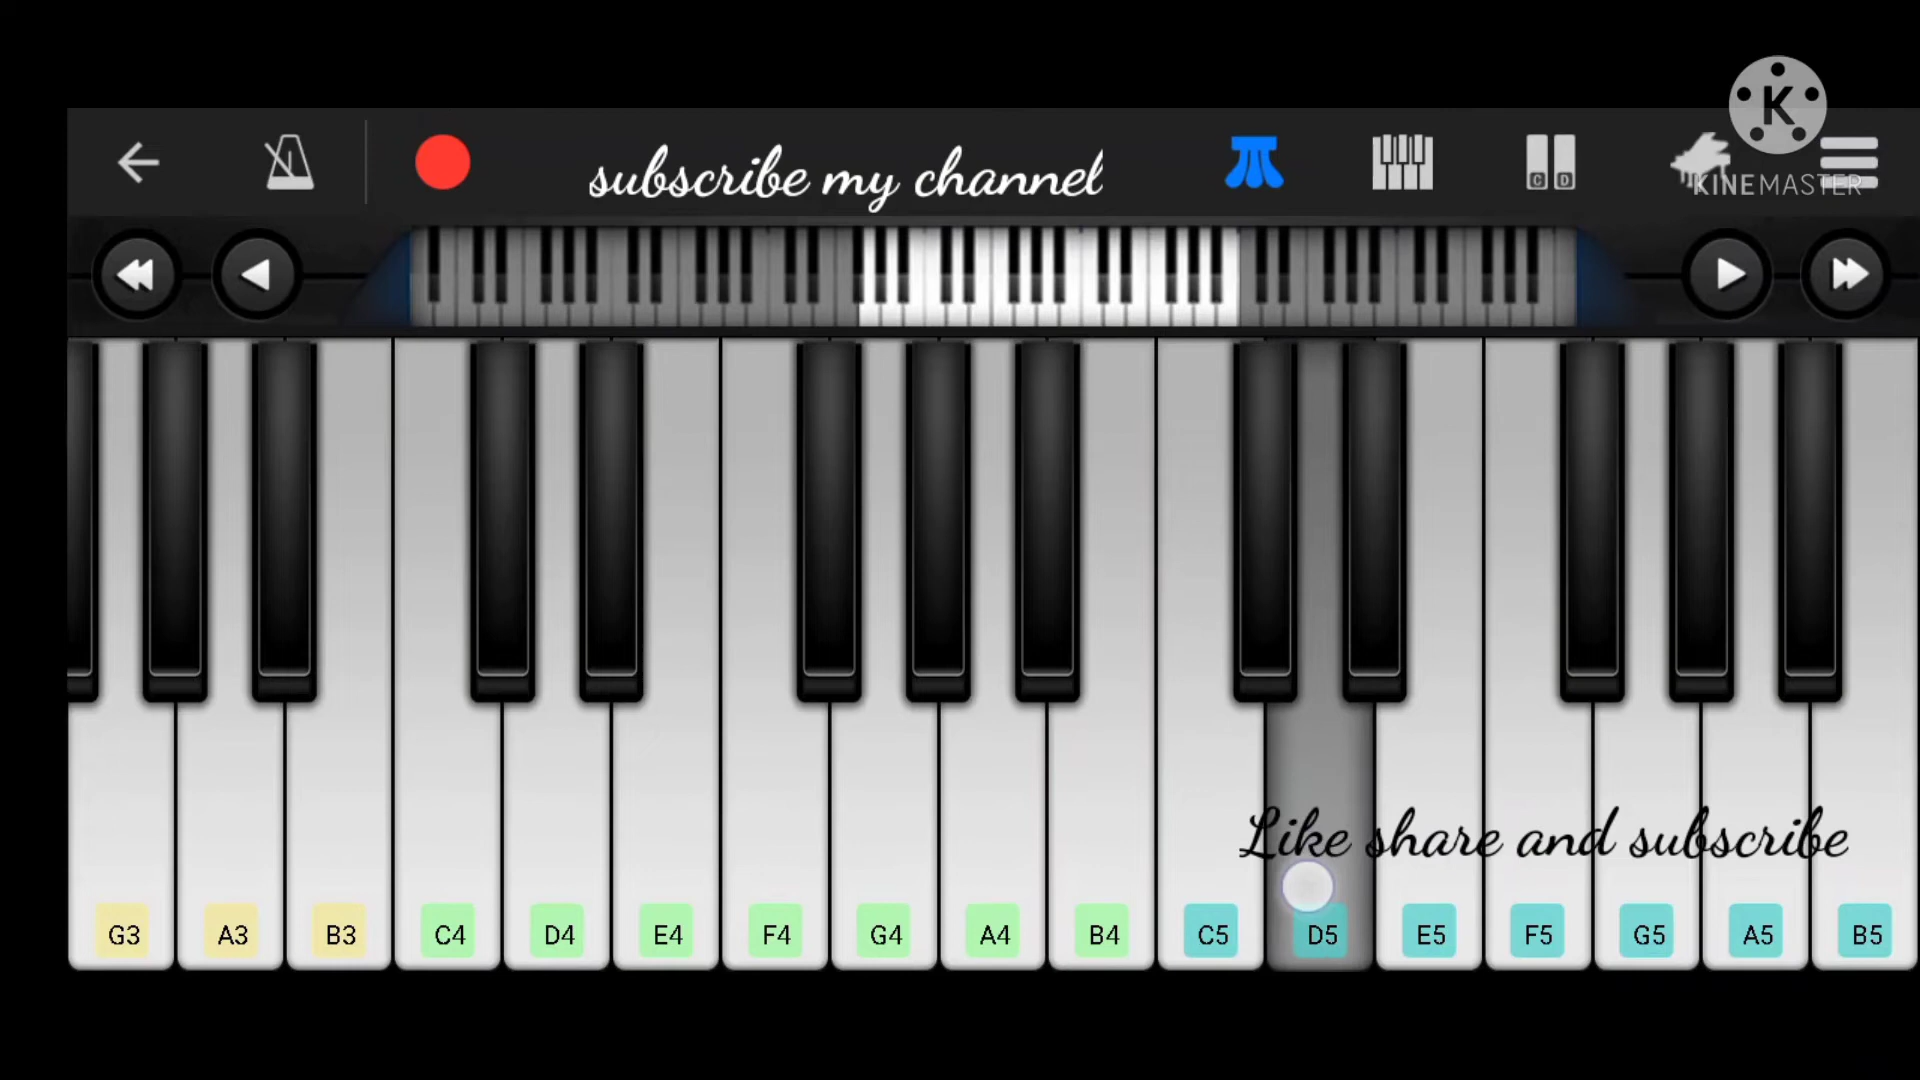 K
subscribe my channel
C D
KINEMASTER
Like share and subscribe
G3 A3 B3 C4 D4 E4 F4 G4 A4 B4 C5 D5 E5 F5 G5 A5 B5